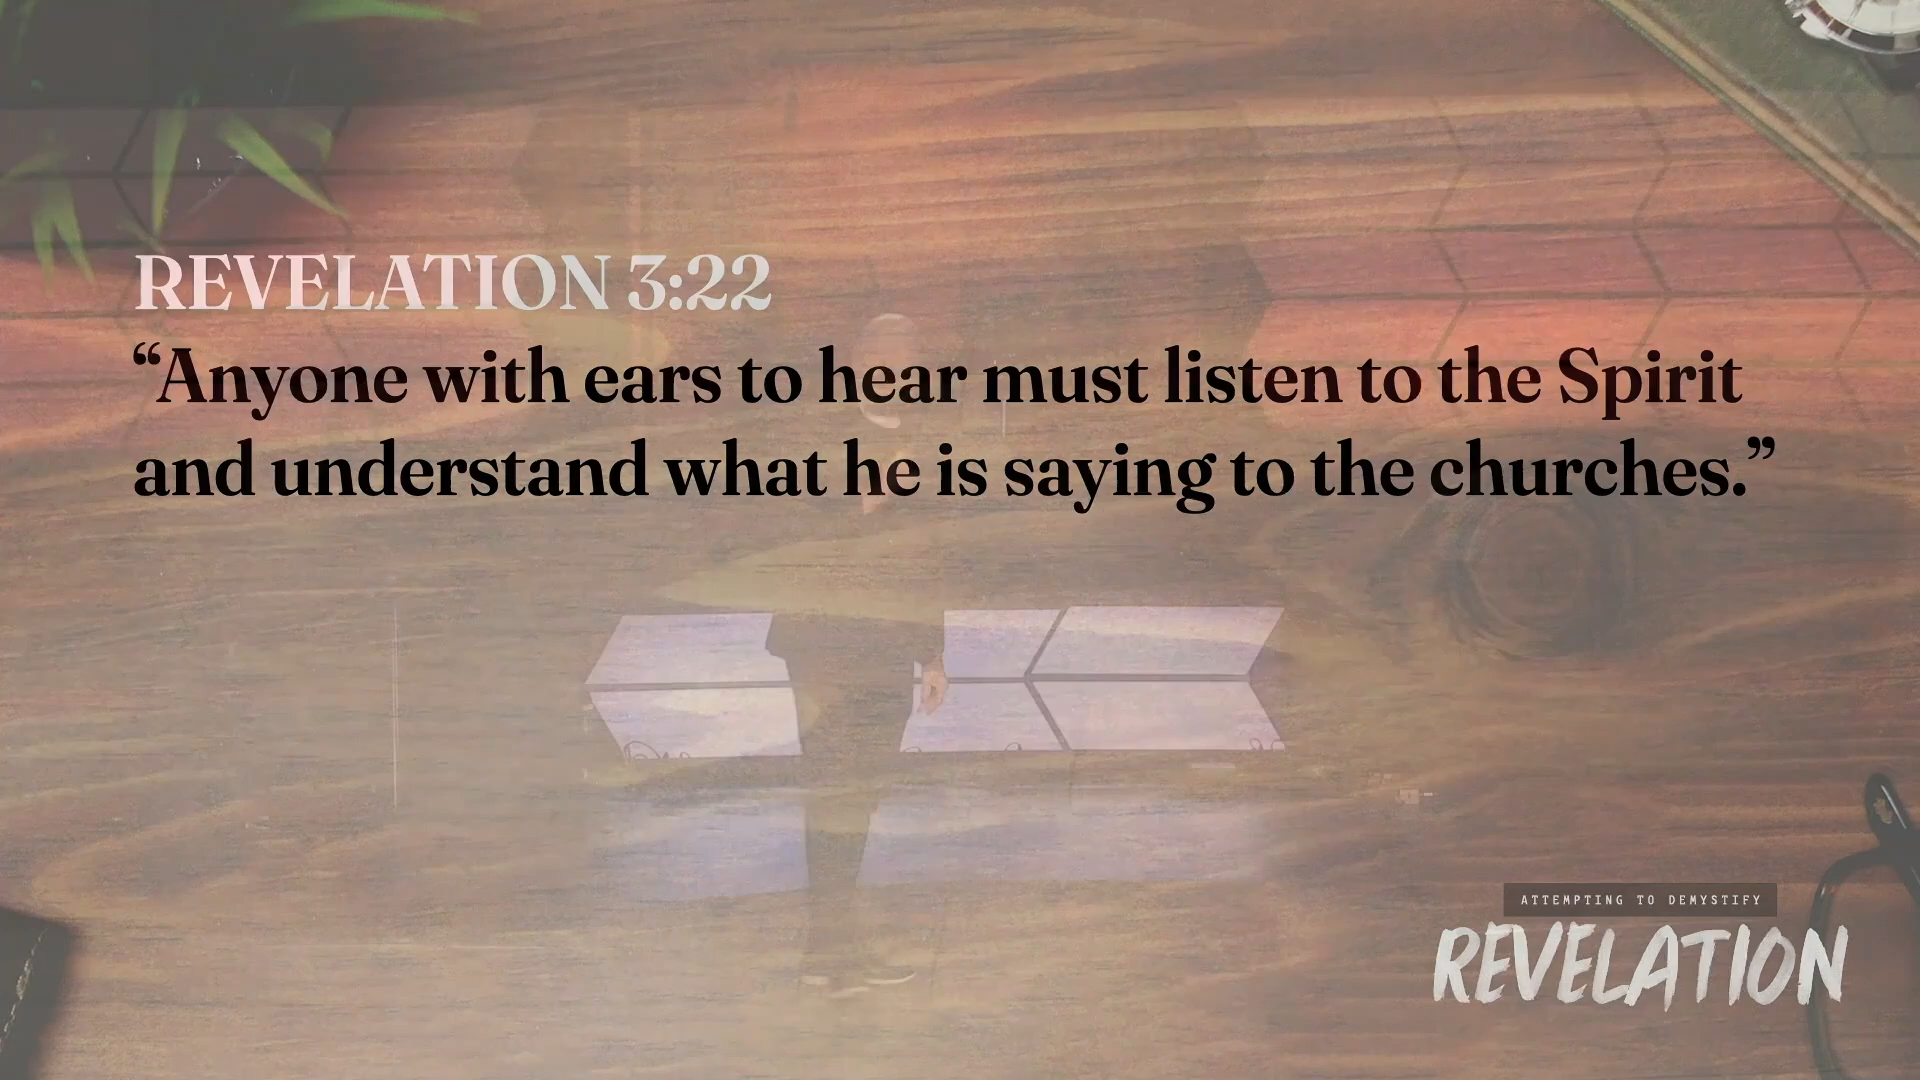 REVELATION 3:22
“Anyone with ears to hear must listen to the Spirit
and understand what he is saying to the churches.”
ATTEMPTING TO DEMYSTIFY
REVELATION